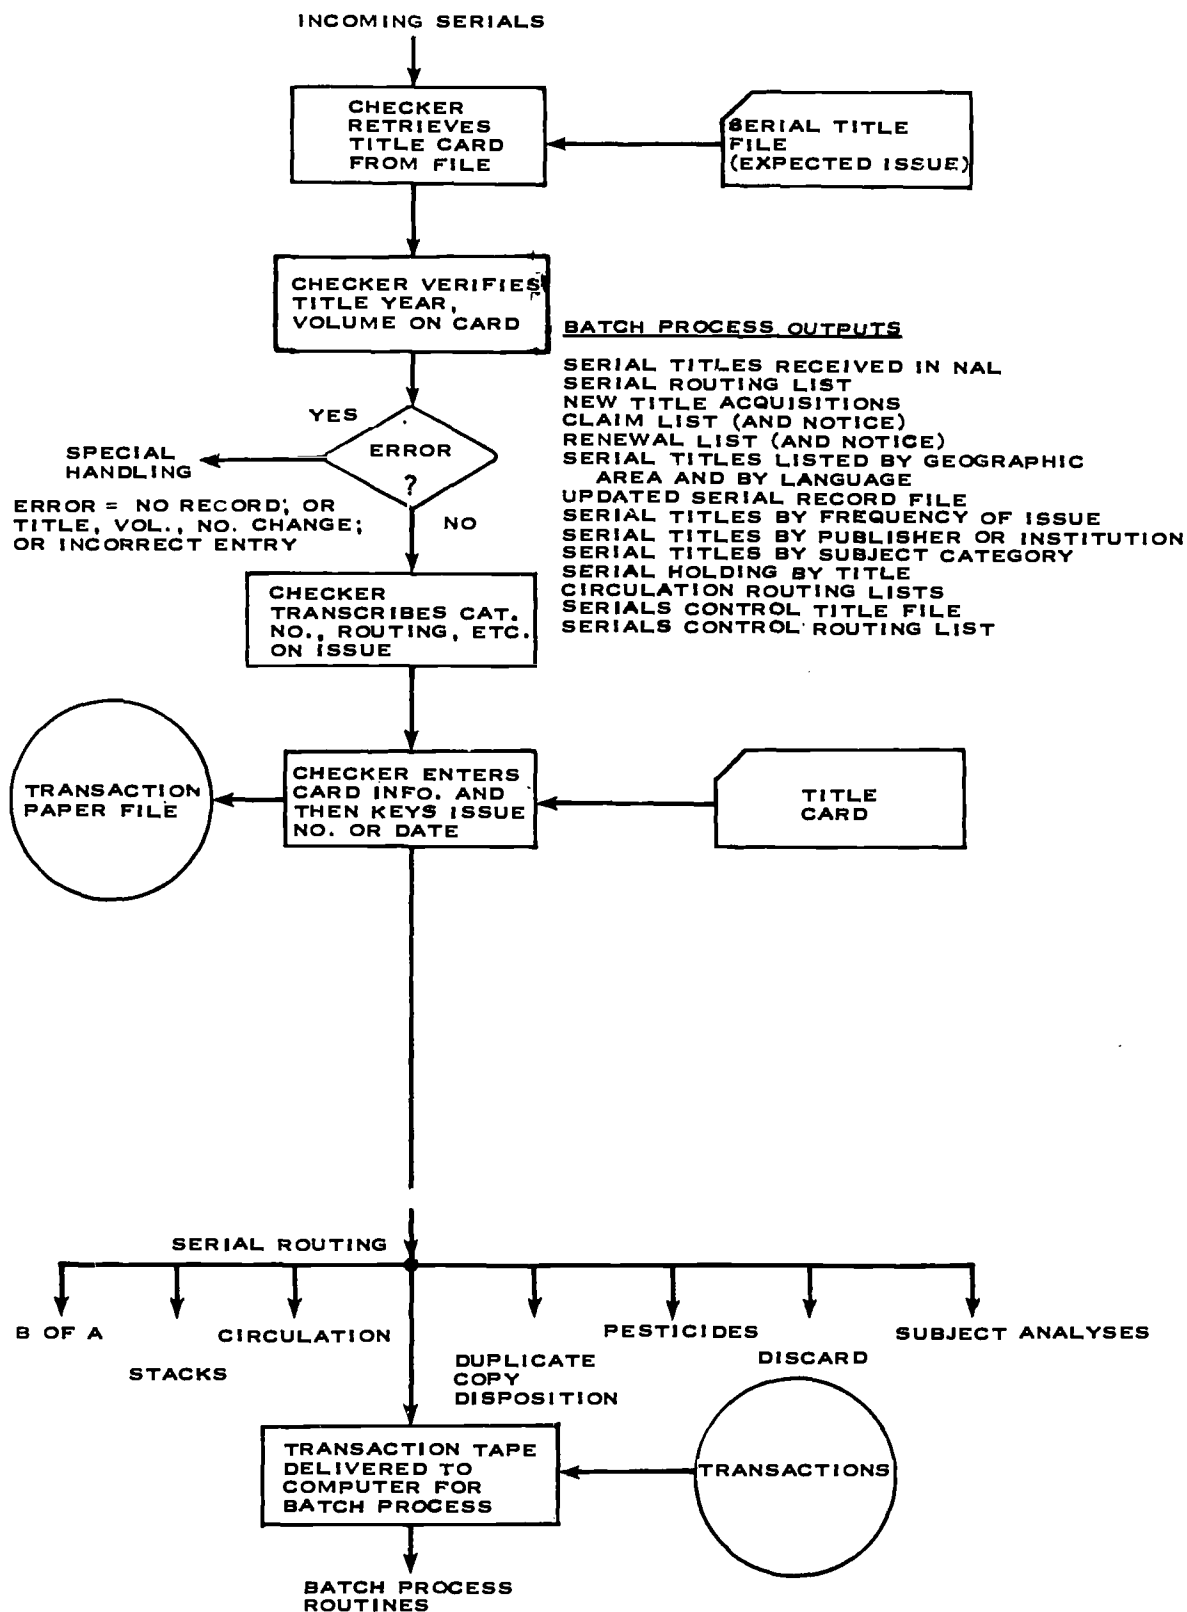 INCOMING SERIALS
CHECKER
RETRIEVES
TITLE CARD
FROM FILE
SERIAL TITLE
FILE
(EXPECTED ISSUE)
CHECKER VERIFIES
TITLE YEAR,
VOLUME ON CARD
BATCH PROCESS OUTPUTS
SERIAL TITLES RECEIVED IN NAL
SERIAL ROUTING LIST
NEW TITLE ACQUISITIONS
CLAIM LIST (AND NOTICE)
RENEWAL LIST (AND NOTICE)
SERIAL TITLES LISTED BY GEOGRAPHIC
AREA AND BY LANGUAGE
UPDATED SERIAL RECORD FILE
SERIAL TITLES BY FREQUENCY OF ISSUE
SERIAL TITLES BY PUBLISHER OR INSTITUTION
SERIAL TITLES BY SUBJECT CATEGORY
SERIAL HOLDING BY TITLE
CIRCULATION ROUTING LISTS
SERIALS CONTROL TITLE FILE
SERIALS CONTROL ROUTING LIST
YES
ERROR
?
SPECIAL
HANDLING
ERROR = NO RECORD; OR
TITLE, VOL., NO. CHANGE;
OR INCORRECT ENTRY
NO
CHECKER
TRANSCRIBES CAT.
NO., ROUTING, ETC.
ON ISSUE
TRANSACTION
PAPER FILE
CHECKER ENTERS
CARD INFO. AND
THEN KEYS ISSUE
NO. OR DATE
TITLE
CARD
SERIAL ROUTING
B OF A
STACKS
CIRCULATION
DUPLICATE
COPY
DISPOSITION
PESTICIDES
DISCARD
SUBJECT ANALYSES
TRANSACTION TAPE
DELIVERED TO
COMPUTER FOR
BATCH PROCESS
TRANSACTIONS
BATCH PROCESS
ROUTINES